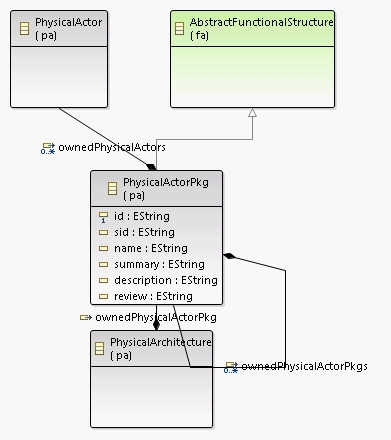 PhysicalActor
( pa)
AbstractFunctionalStructure
( fa)
0..* ownedPhysicalActors
PhysicalActorPkg
( pa)
1 id : EString
sid : EString
name : EString
summary : EString
description : EString
review : EString
ownedPhysicalActorPkg
PhysicalArchitecture
( pa)
0..* ownedPhysicalActorPkgs